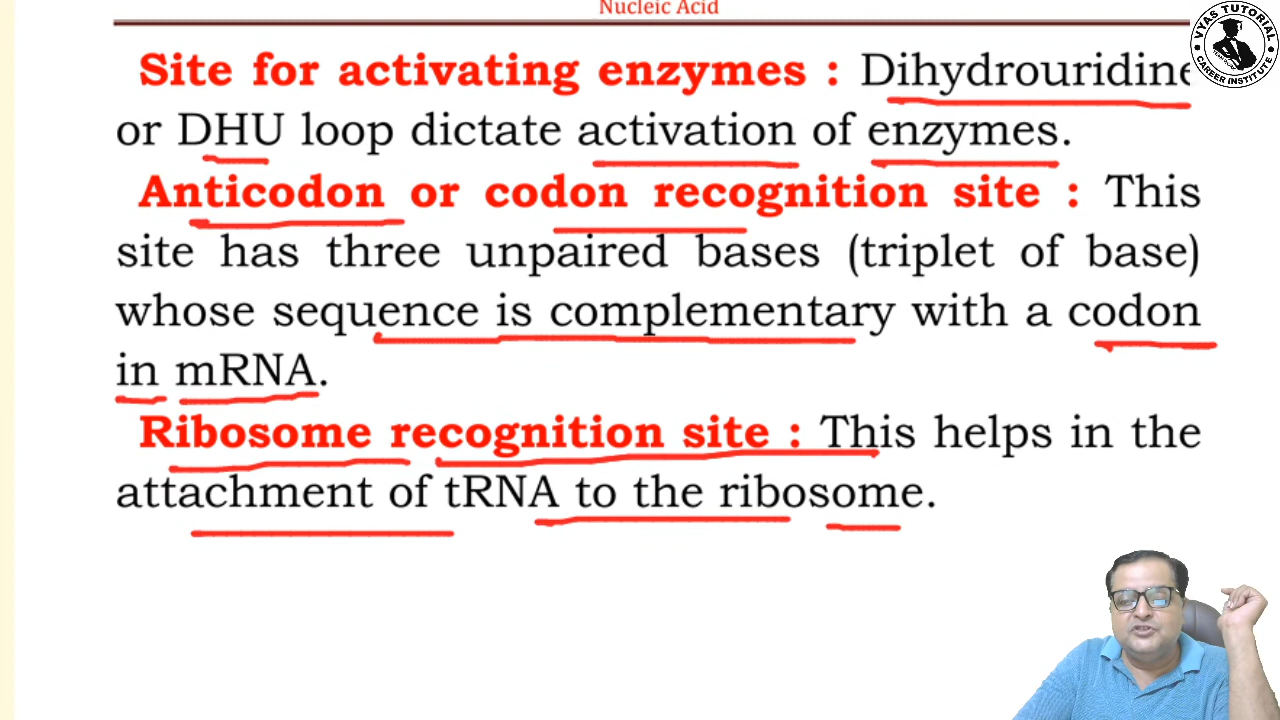 Nucleic Acid
VYAS TUTORIAL
CAREER INSTITUTE
Site for activating enzymes : Dihydrouridine
or DHU loop dictate activation of enzymes.
Anticodon or codon recognition site : This
site has three unpaired bases (triplet of base)
whose sequence is complementary with a codon
in mRNA.
Ribosome recognition site : This helps in the
attachment of tRNA to the ribosome.